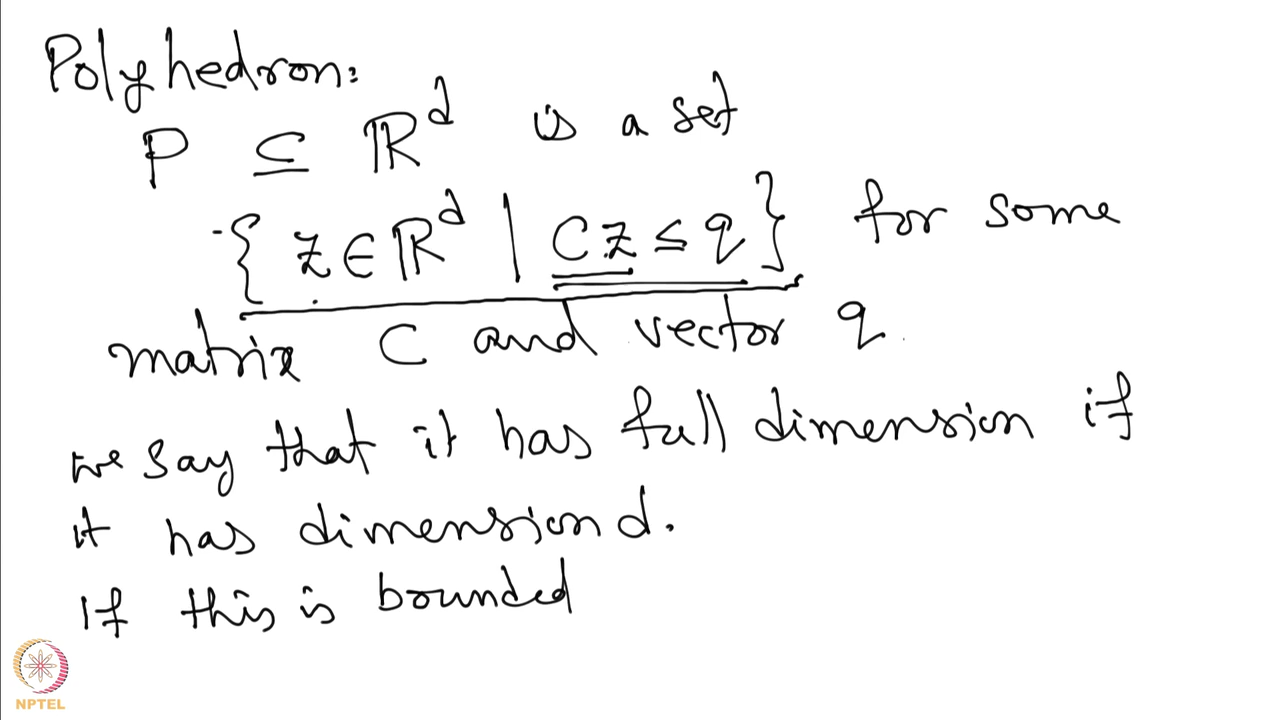 Polyhedron:
P ⊆ ℝ^d is a set
{ z ∈ ℝ^d | Cz ≤ q } for some
matrix C and vector q.
we say that it has full dimension if
it has dimension d.
If this is bounded
NPTEL